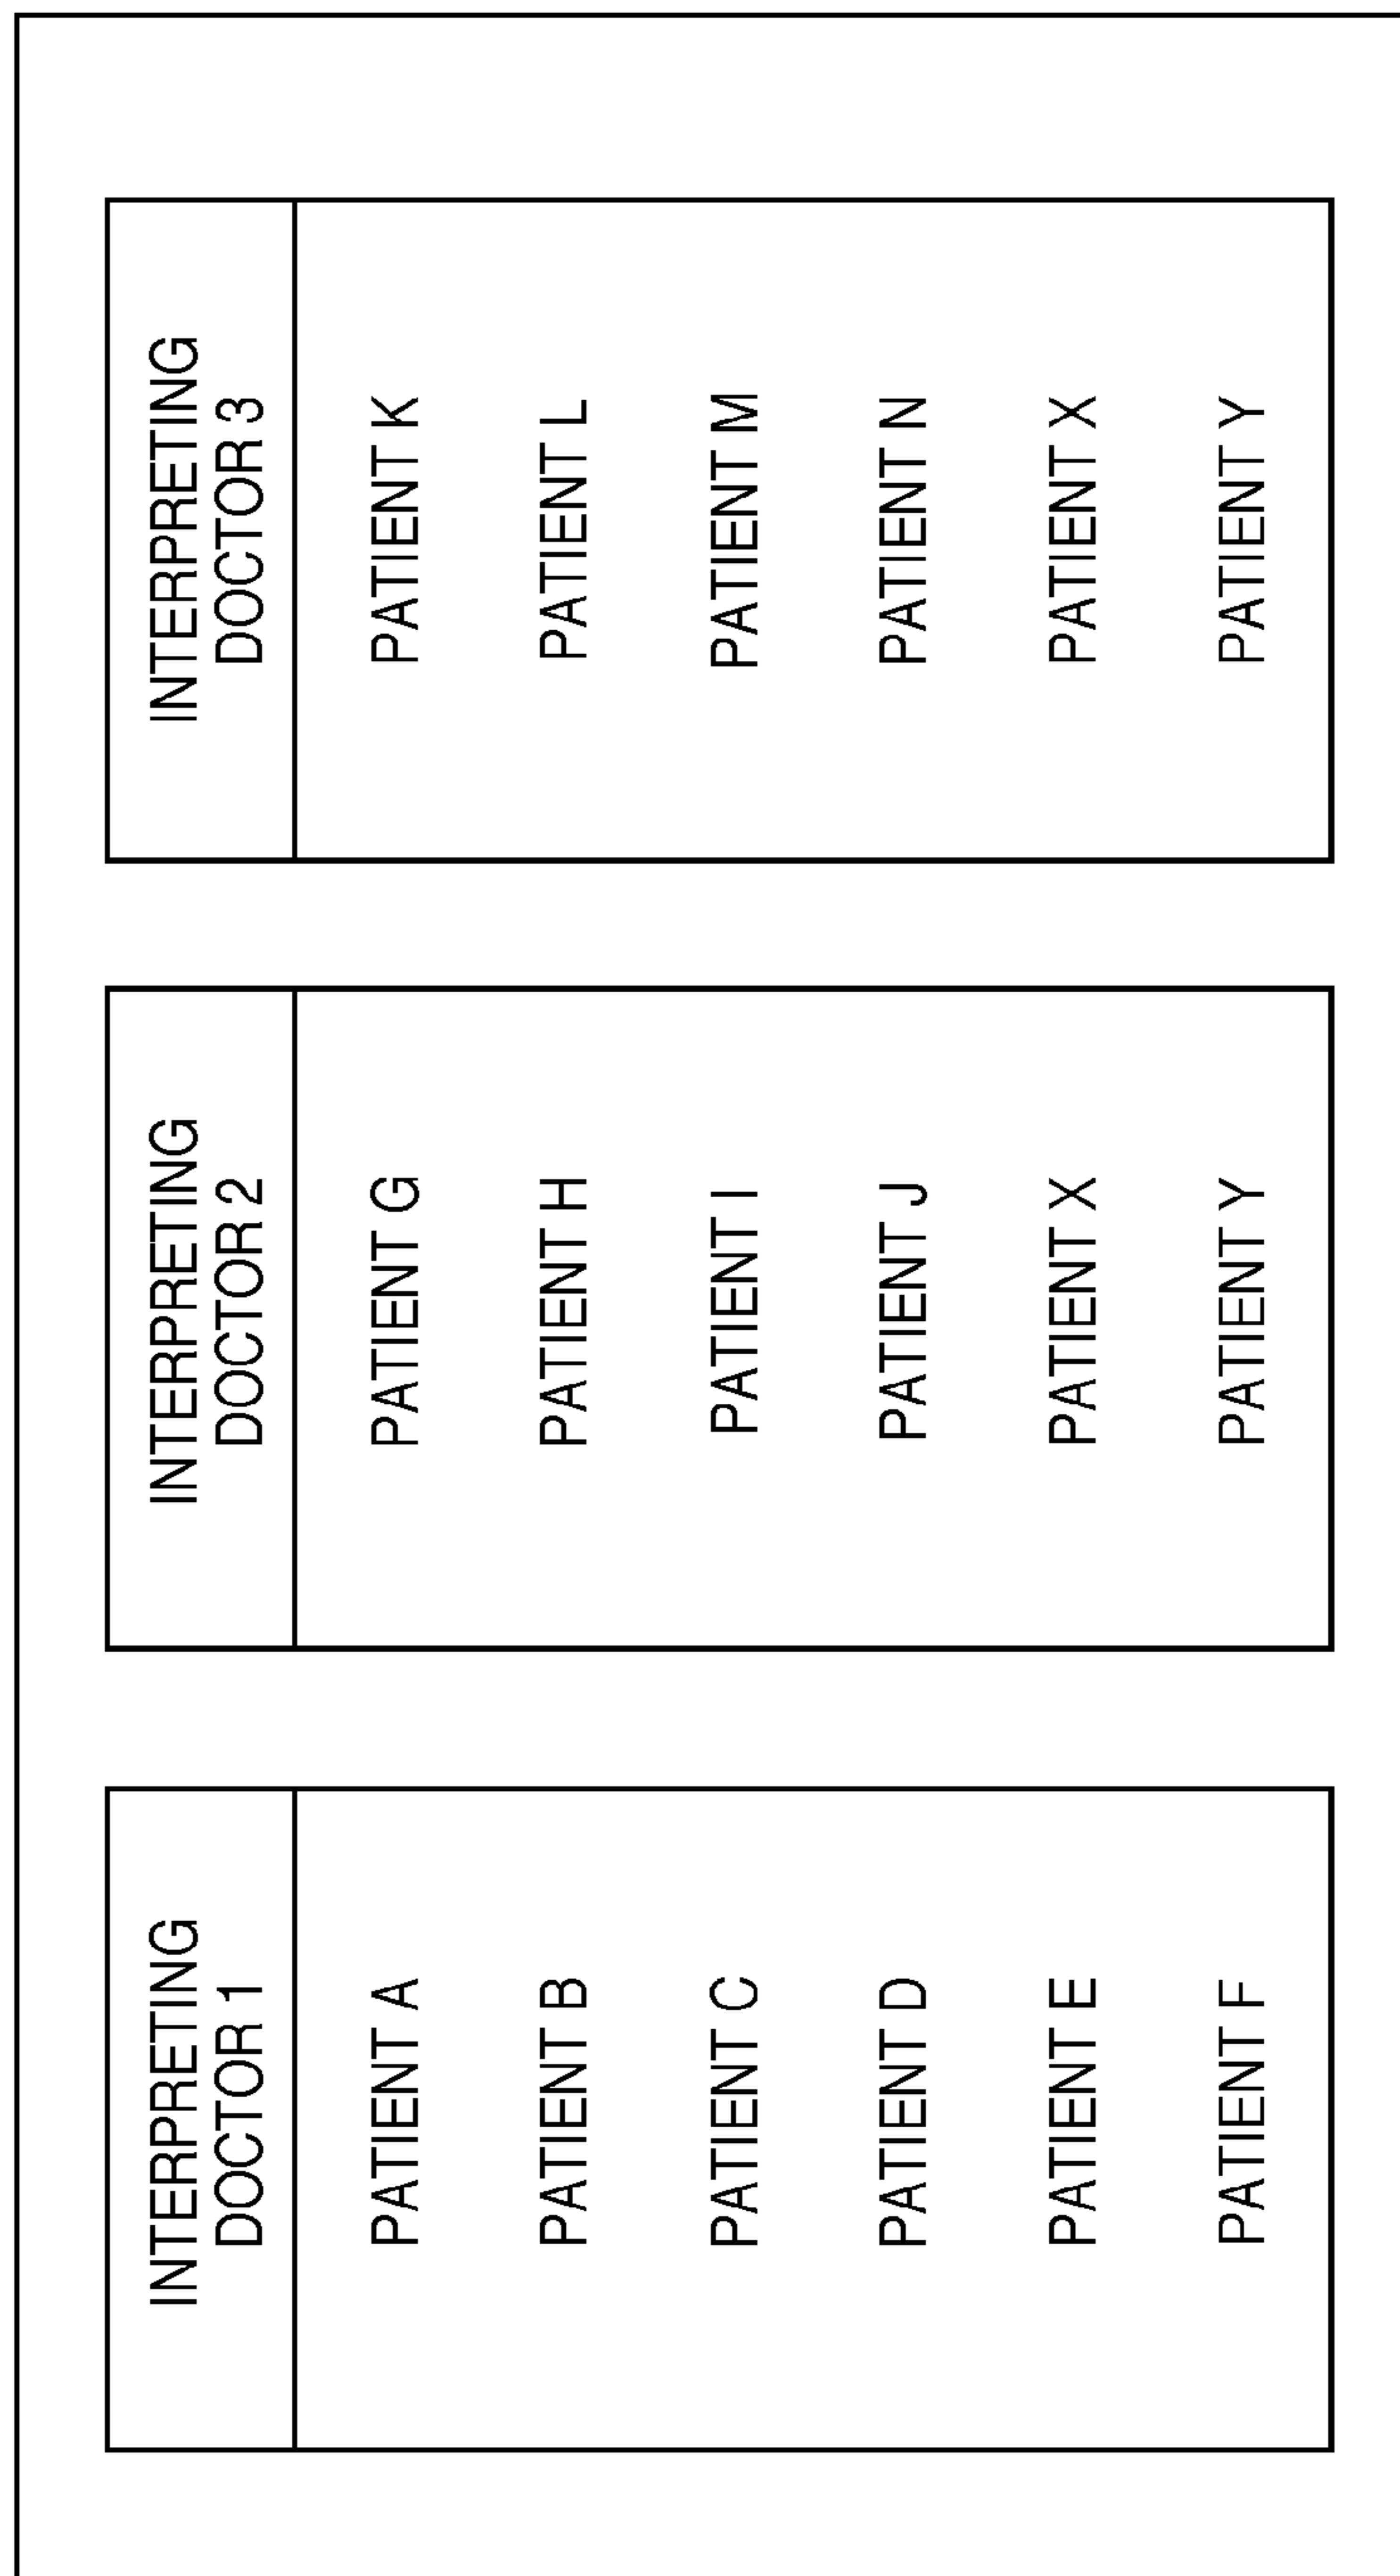 INTERPRETING
DOCTOR 1
PATIENT A
PATIENT B
PATIENT C
PATIENT D
PATIENT E
PATIENT F
INTERPRETING
DOCTOR 2
PATIENT G
PATIENT H
PATIENT I
PATIENT J
PATIENT X
PATIENT Y
INTERPRETING
DOCTOR 3
PATIENT K
PATIENT L
PATIENT M
PATIENT N
PATIENT X
PATIENT Y